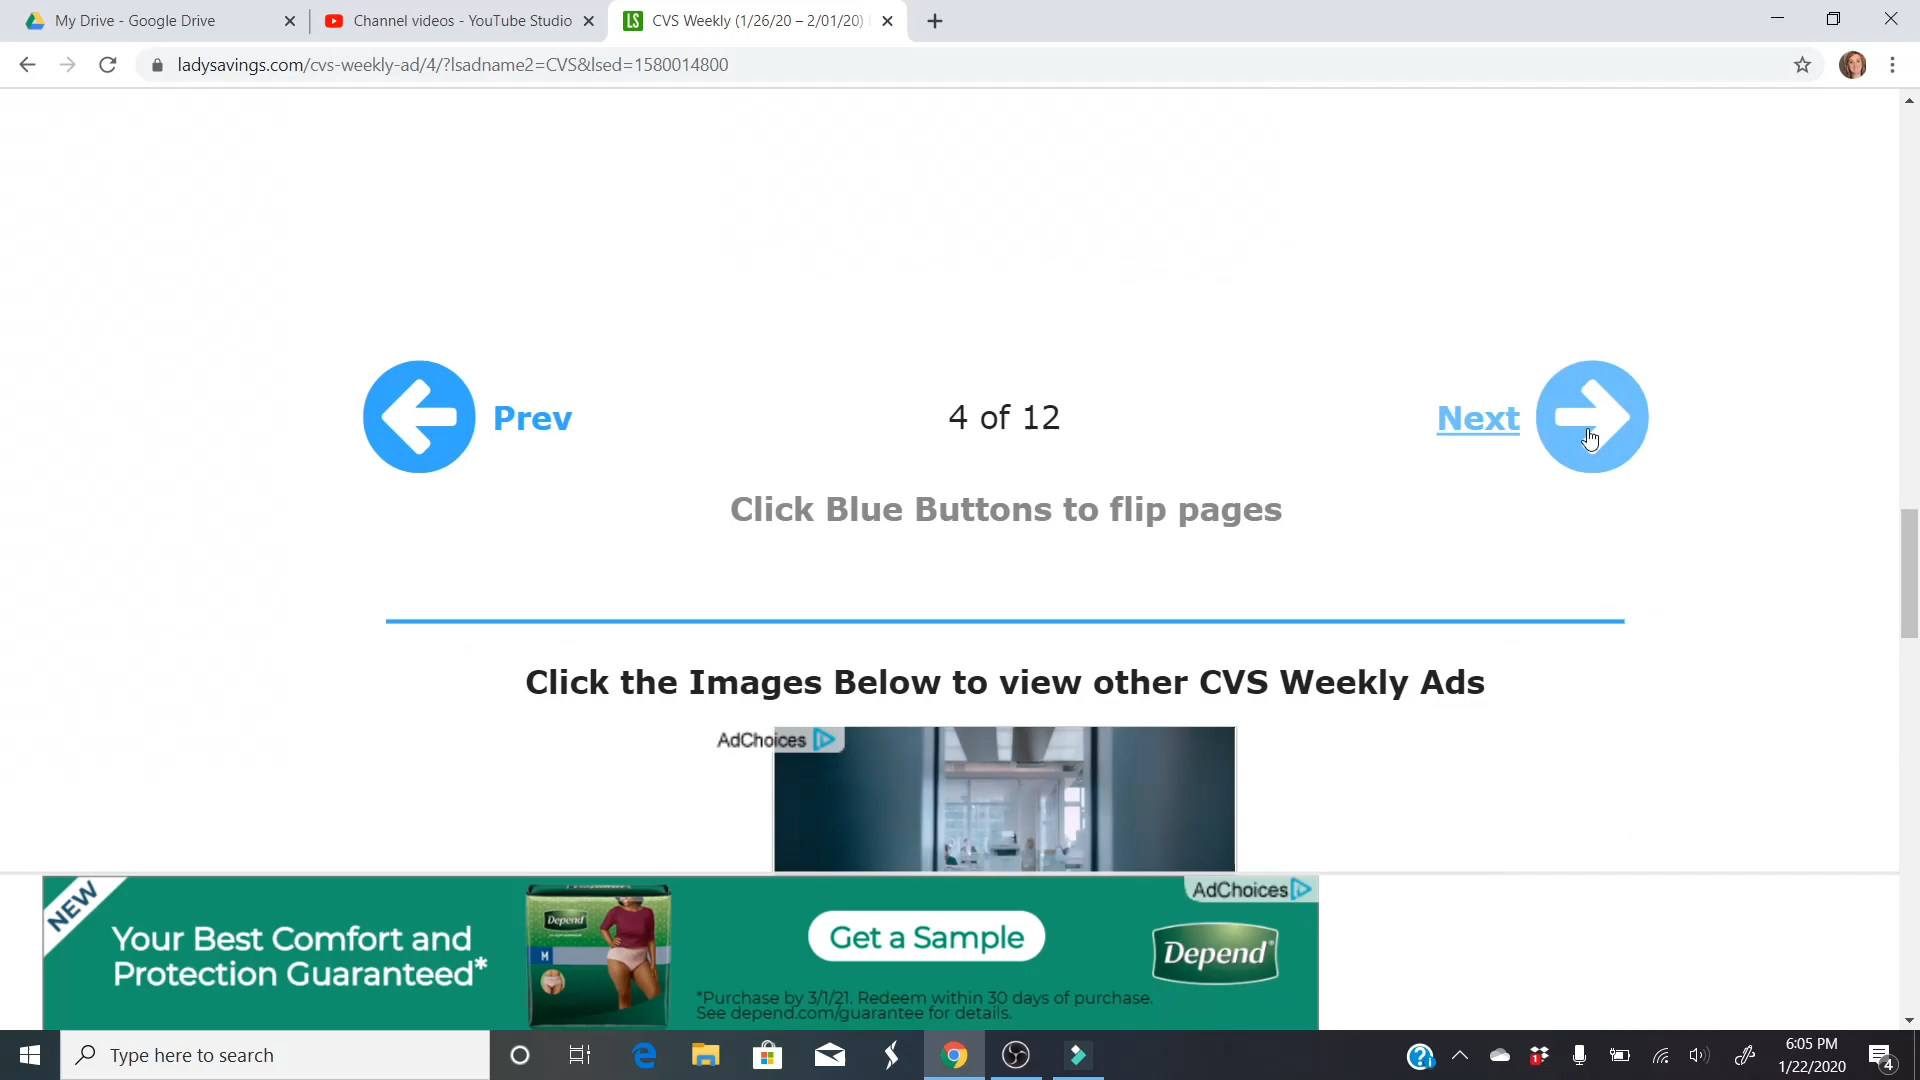 My Drive - Google Drive
Channel videos - YouTube Studio
LS
CVS Weekly (1/26/20 – 2/01/20)
ladysavings.com/cvs-weekly-ad/4/?lsadname2=CVS&lsed=1580014800
Prev
4 of 12
Next
Click Blue Buttons to flip pages
Click the Images Below to view other CVS Weekly Ads
AdChoices
NEW
Your Best Comfort and
Protection Guaranteed*
Depend
M
Get a Sample
*Purchase by 3/1/21. Redeem within 30 days of purchase.
See depend.com/guarantee for details.
AdChoices
Depend
Type here to search
1
6:05 PM
1/22/2020
4